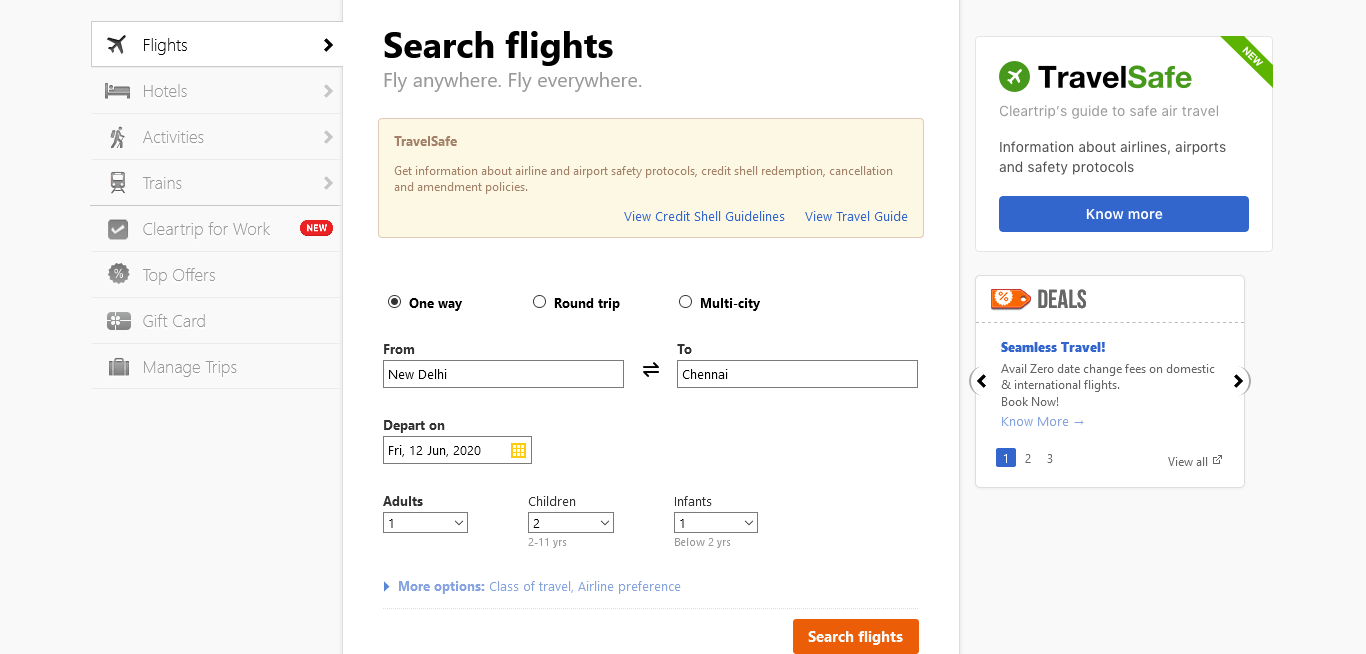 Flights
Hotels
Activities
Trains
Cleartrip for Work NEW
Top Offers
Gift Card
Manage Trips
Search flights
Fly anywhere. Fly everywhere.
TravelSafe
Get information about airline and airport safety protocols, credit shell redemption, cancellation
and amendment policies.
View Credit Shell Guidelines View Travel Guide
One way Round trip Multi-city
From To
New Delhi Chennai
Depart on
Fri, 12 Jun, 2020
Adults Children Infants
1 2 1
2-11 yrs Below 2 yrs
More options: Class of travel, Airline preference
Search flights
NEW
TravelSafe
Cleartrip's guide to safe air travel
Information about airlines, airports
and safety protocols
Know more
% DEALS
Seamless Travel!
Avail Zero date change fees on domestic
& international flights.
Book Now!
Know More →
1 2 3 View all